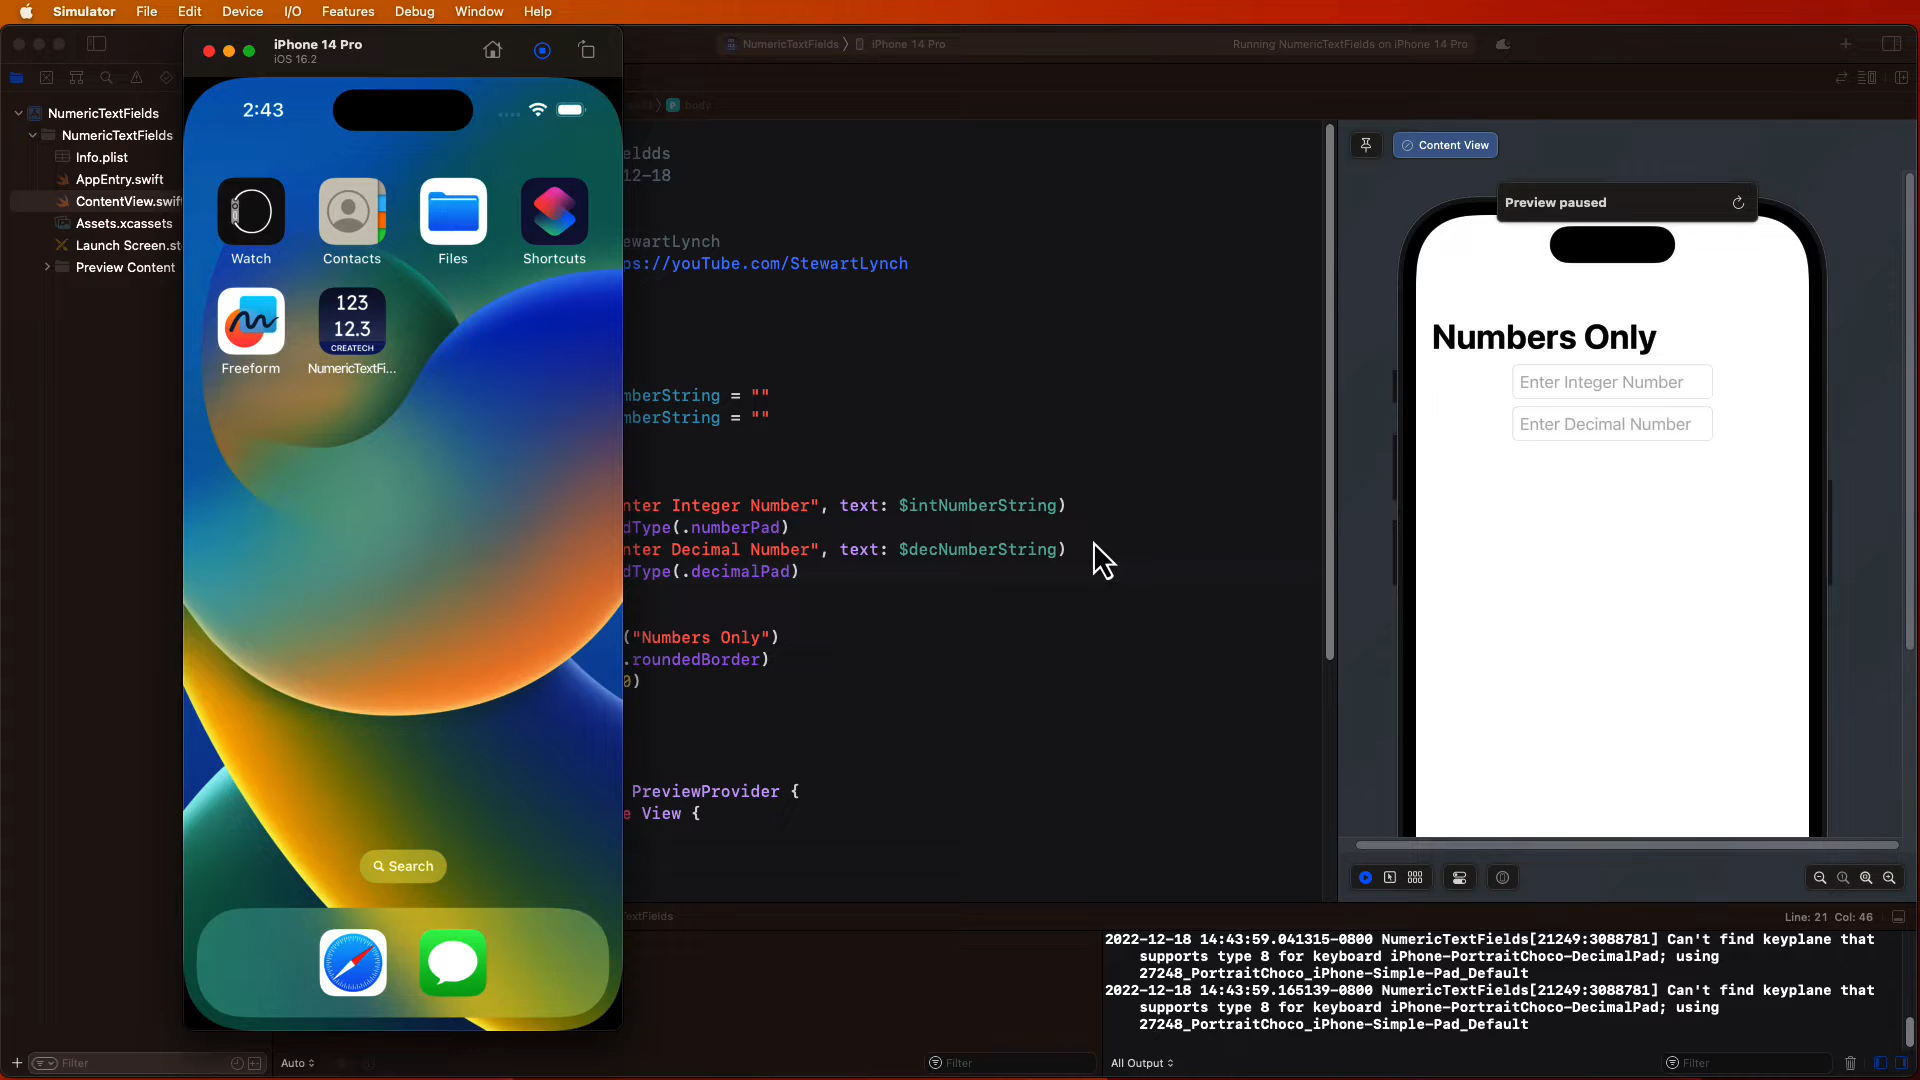 Simulator File Edit Device I/O Features Debug Window Help
iPhone 14 Pro
iOS 16.2
NumericTextFields
iPhone 14 Pro
Running NumericTextFields on iPhone 14 Pro
body
NumericTextFields
NumericTextFields
Info.plist
AppEntry.swift
ContentView.swif
Assets.xcassets
Launch Screen.st
Preview Content
2:43
Watch
Contacts
Files
Shortcuts
123
12.3
CREATECH
Freeform
NumericTextFi...
Search
eldds
12-18
ewartLynch
ps://youTube.com/StewartLynch
mberString = ""
mberString = ""
nter Integer Number", text: $intNumberString)
dType(.numberPad)
nter Decimal Number", text: $decNumberString)
dType(.decimalPad)
("Numbers Only")
.roundedBorder)
0)
PreviewProvider {
e View {
Content View
Preview paused
Numbers Only
Enter Integer Number
Enter Decimal Number
extFields
Line: 21 Col: 46
2022-12-18 14:43:59.041315-0800 NumericTextFields[21249:3088781] Can't find keyplane that
supports type 8 for keyboard iPhone-PortraitChoco-DecimalPad; using
27248_PortraitChoco_iPhone-Simple-Pad_Default
2022-12-18 14:43:59.165139-0800 NumericTextFields[21249:3088781] Can't find keyplane that
supports type 8 for keyboard iPhone-PortraitChoco-DecimalPad; using
27248_PortraitChoco_iPhone-Simple-Pad_Default
Filter
Auto
Filter
All Output
Filter